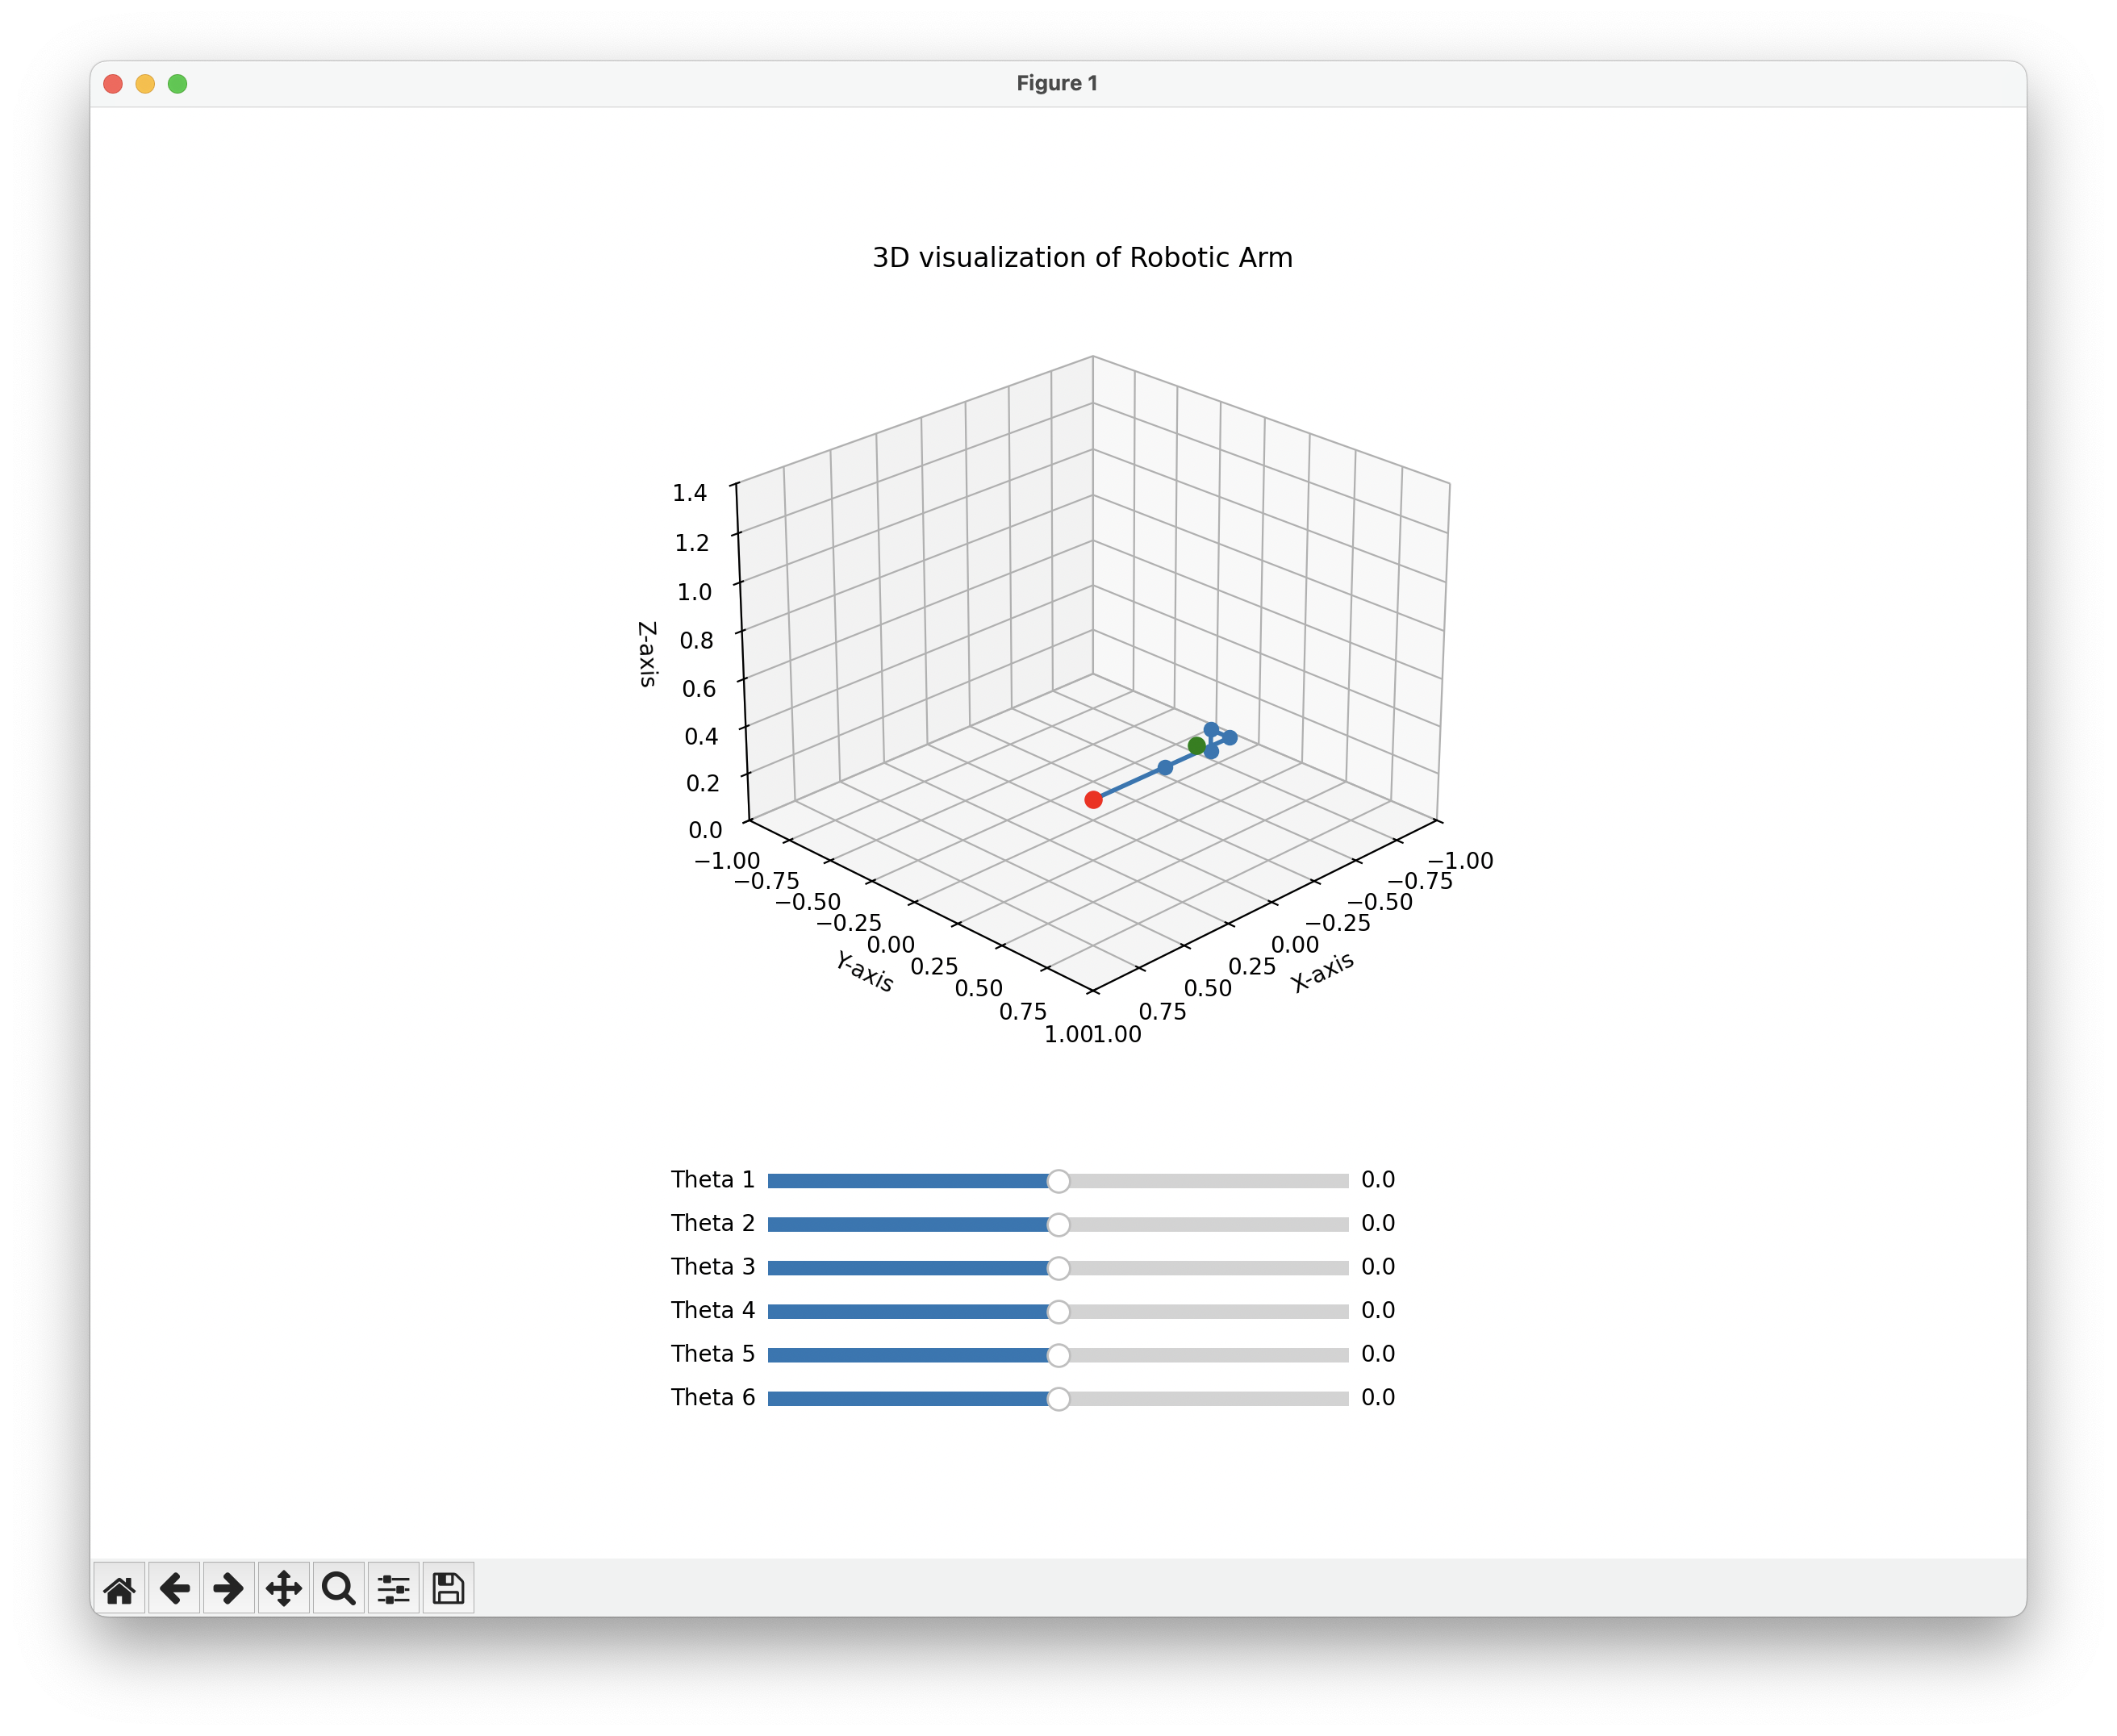 Figure 1
3D visualization of Robotic Arm
1.4
1.2
1.0
0.8
0.6
0.4
0.2
0.0
Z-axis
−1.00
−0.75
−0.50
−0.25
0.00
0.25
0.50
0.75
1.00
Y-axis
−1.00
−0.75
−0.50
−0.25
0.00
0.25
0.50
0.75
1.00
X-axis
Theta 1 0.0
Theta 2 0.0
Theta 3 0.0
Theta 4 0.0
Theta 5 0.0
Theta 6 0.0